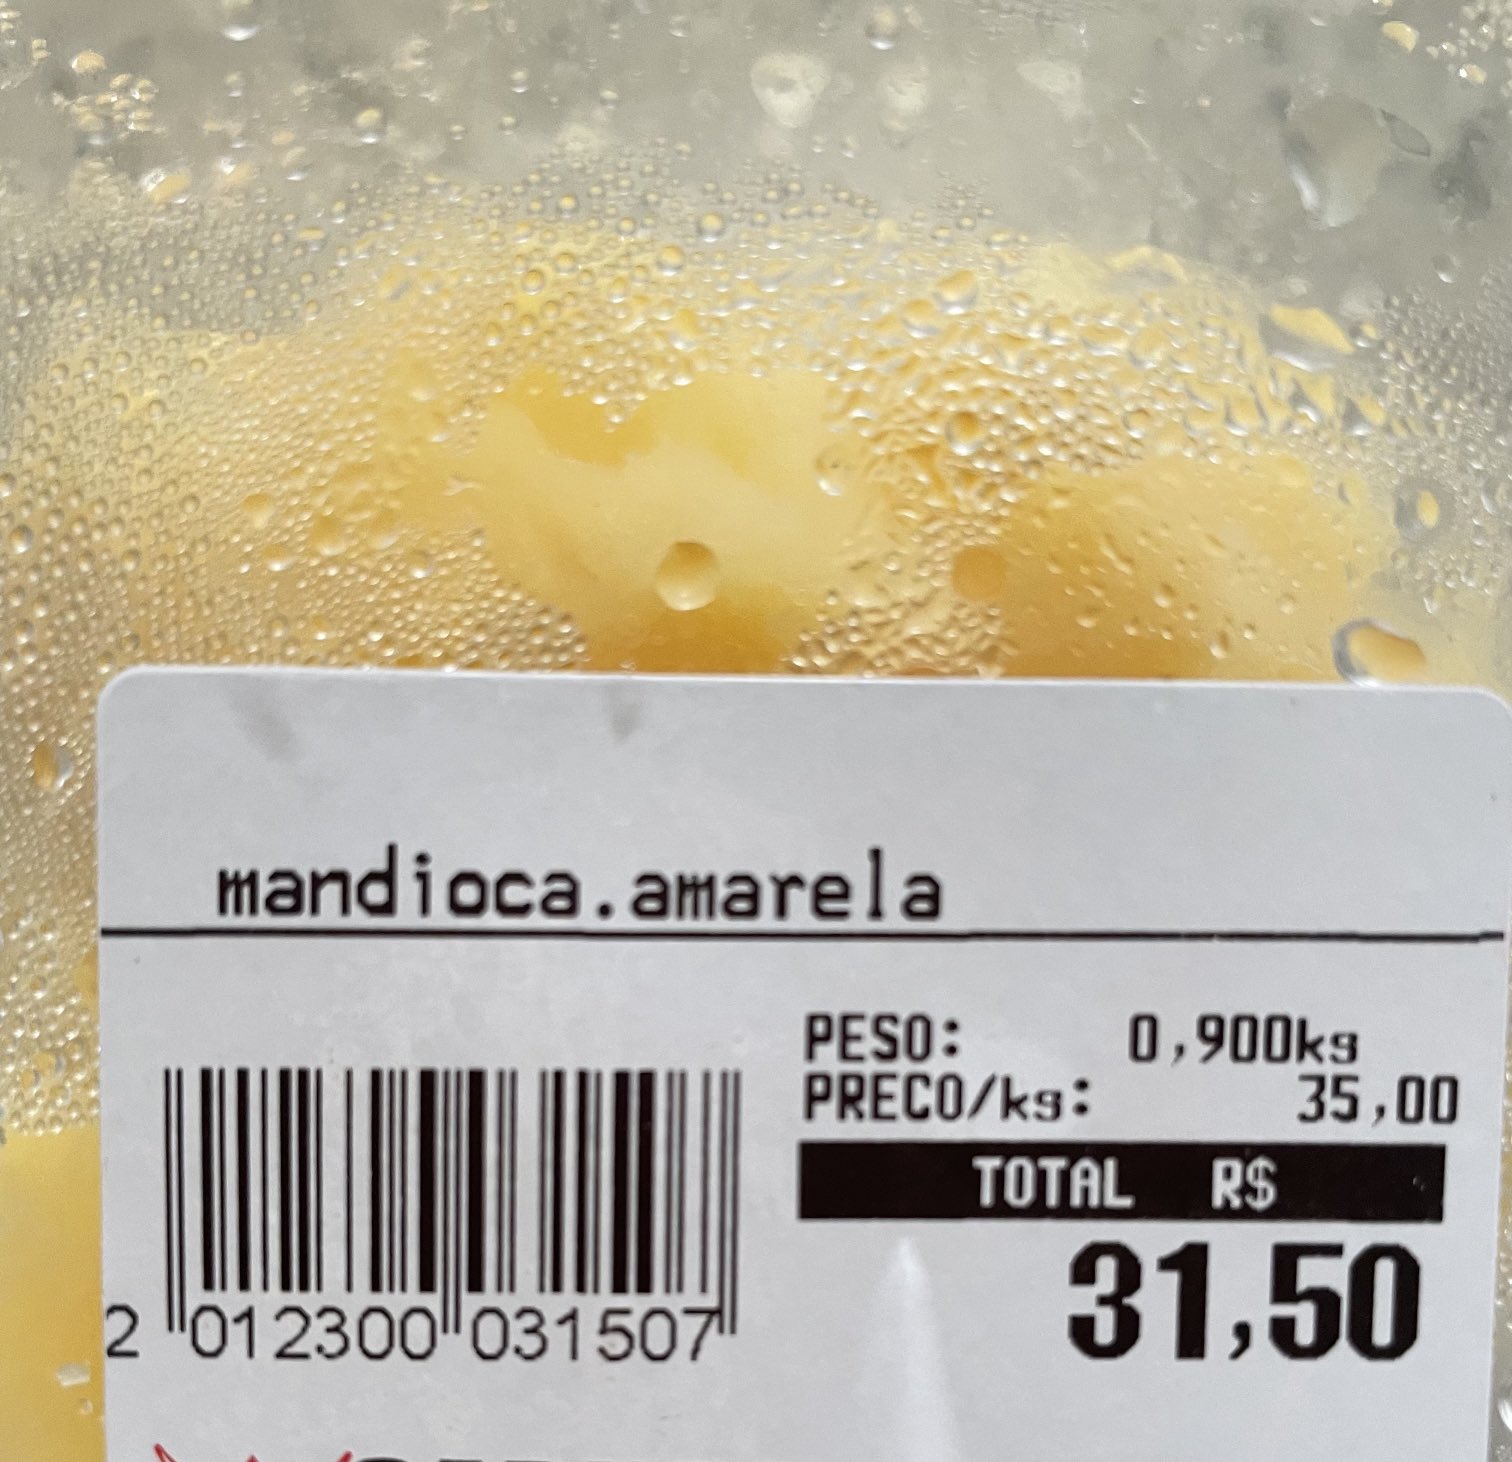 mandioca.amarela
PESO: 0,900kg
PRECO/kg: 35,00
TOTAL R$
31,50
2 012300 031507